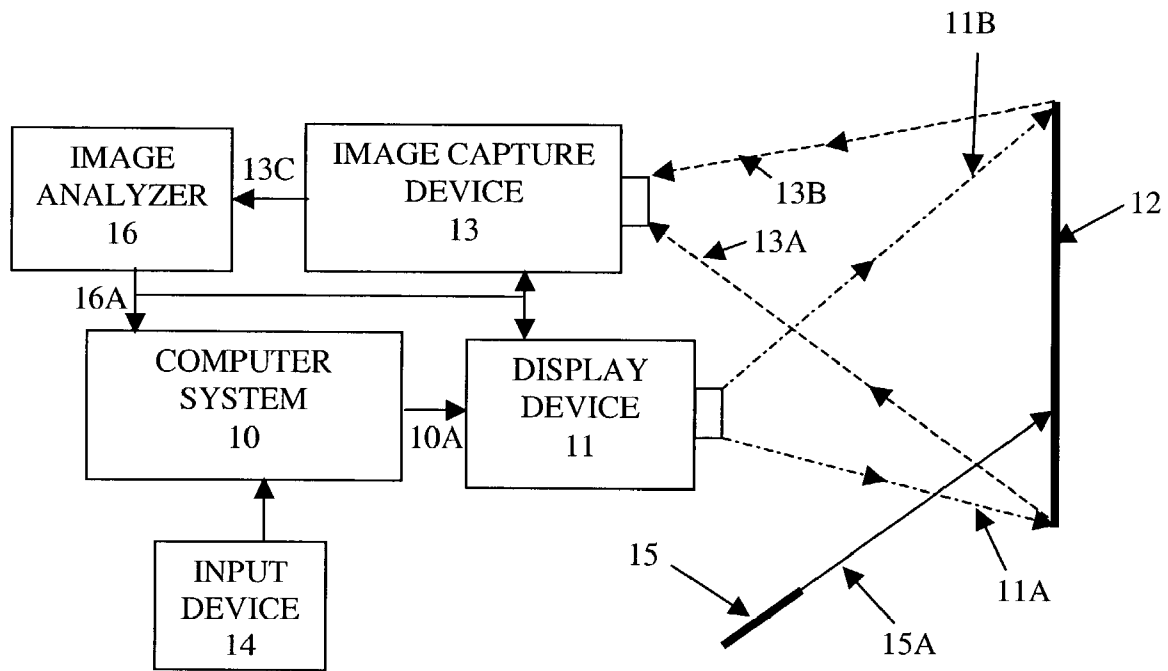 11B
IMAGE
ANALYZER
16
13C
IMAGE CAPTURE
DEVICE
13
13B
13A
12
16A
COMPUTER
SYSTEM
10
10A
DISPLAY
DEVICE
11
INPUT
DEVICE
14
15
11A
15A